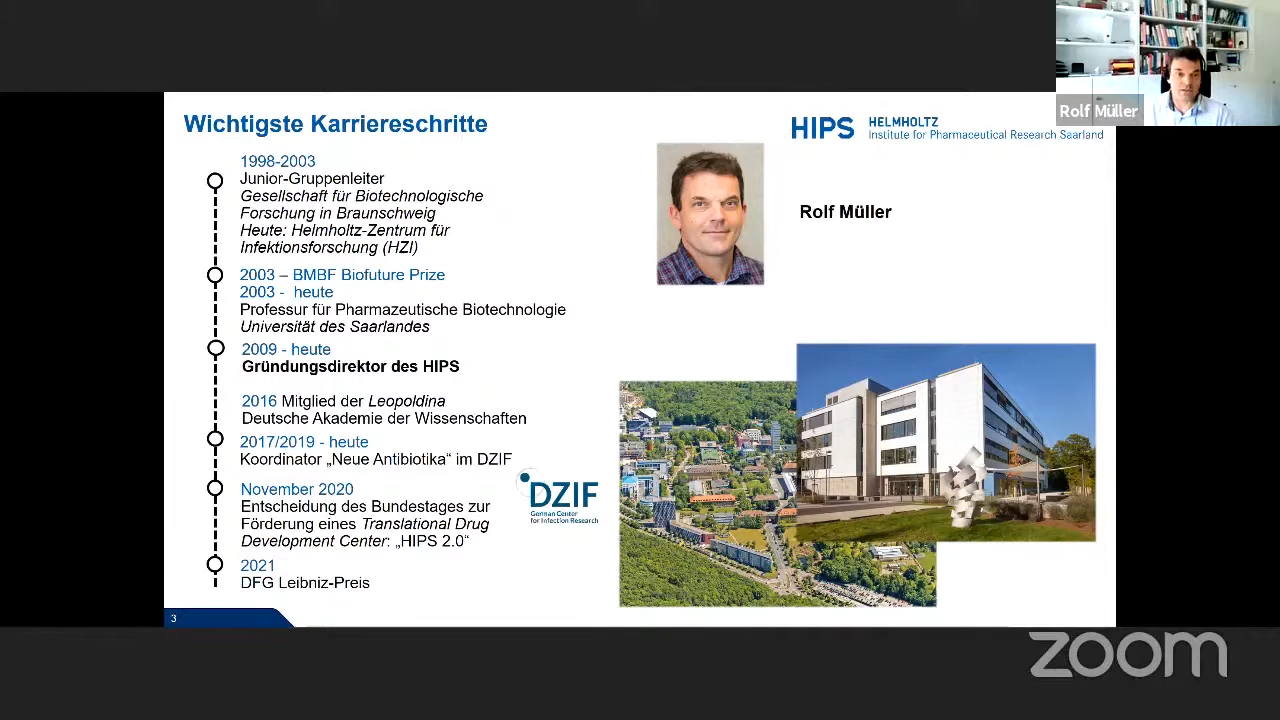 Rolf Müller
Wichtigste Karriereschritte
HIPS HELMHOLTZ
Institute for Pharmaceutical Research Saarland
1998-2003
Junior-Gruppenleiter
Gesellschaft für Biotechnologische
Forschung in Braunschweig
Heute: Helmholtz-Zentrum für
Infektionsforschung (HZI)
Rolf Müller
2003 – BMBF Biofuture Prize
2003 - heute
Professur für Pharmazeutische Biotechnologie
Universität des Saarlandes
2009 - heute
Gründungsdirektor des HIPS
2016 Mitglied der Leopoldina
Deutsche Akademie der Wissenschaften
2017/2019 - heute
Koordinator „Neue Antibiotika“ im DZIF
November 2020
Entscheidung des Bundestages zur
Förderung eines Translational Drug
Development Center: „HIPS 2.0“
DZIF
German Center
for Infection Research
2021
DFG Leibniz-Preis
3
zoom